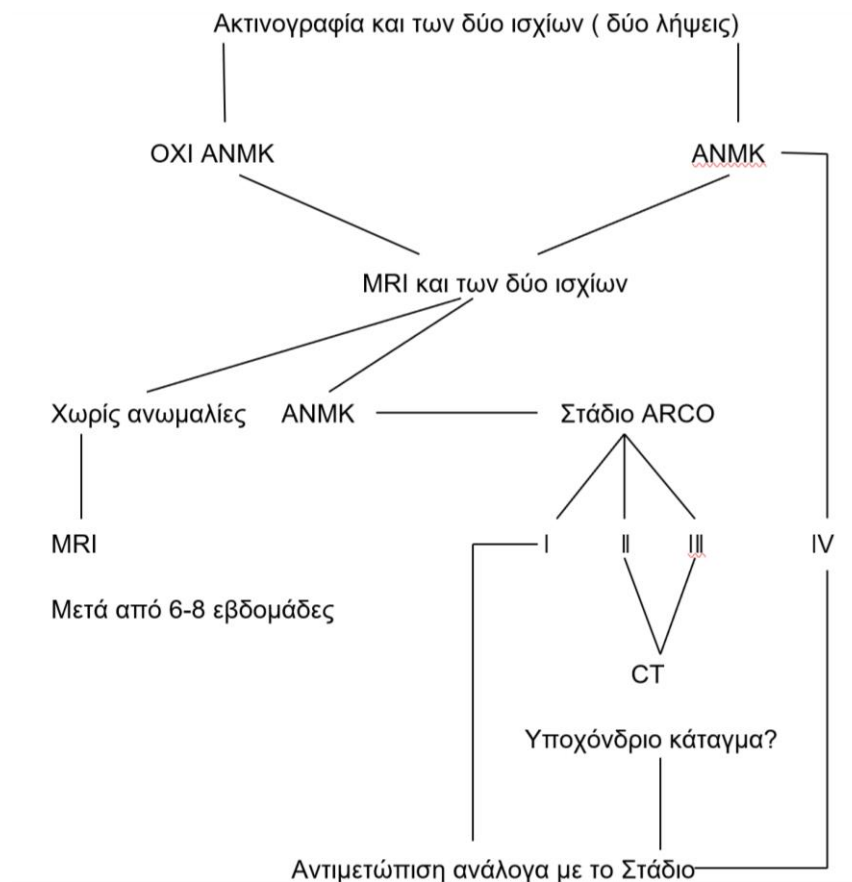 Ακτινογραφία και των δύο ισχίων ( δύο λήψεις)
ΟΧΙ ΑΝΜΚ
ΑΝΜΚ
MRI και των δύο ισχίων
Χωρίς ανωμαλίες
ΑΝΜΚ
Στάδιο ARCO
MRI
I
II
III
IV
Μετά από 6-8 εβδομάδες
CT
Υποχόνδριο κάταγμα?
Αντιμετώπιση ανάλογα με το Στάδιο